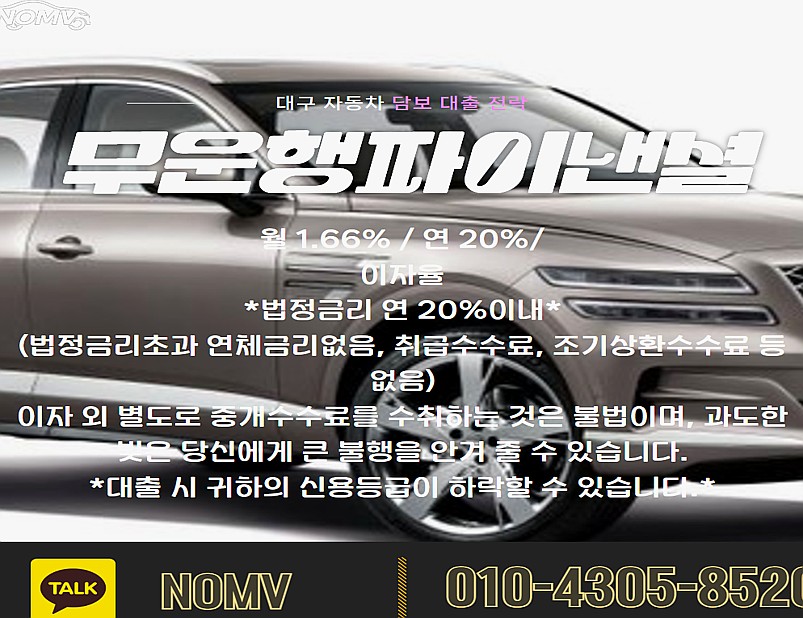 NOMV
대구 자동차 담보 대출 전략
무운행파이낸셜
월 1.66% / 연 20%/
이자율
*법정금리 연 20%이내*
(법정금리초과 연체금리없음, 취급수수료, 조기상환수수료 등
없음)
이자 외 별도로 중개수수료를 수취하는 것은 불법이며, 과도한
빚은 당신에게 큰 불행을 안겨 줄 수 있습니다.
*대출 시 귀하의 신용등급이 하락할 수 있습니다.*
TALK NOMV 010-4305-8520